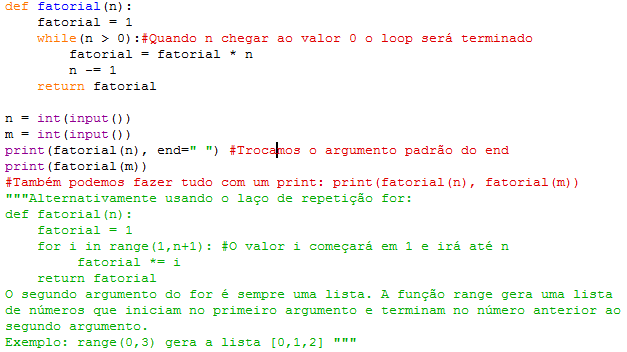 def fatorial(n):
    fatorial = 1
    while(n > 0):#Quando n chegar ao valor 0 o loop será terminado
        fatorial = fatorial * n
        n -= 1
    return fatorial

n = int(input())
m = int(input())
print(fatorial(n), end=" ") #Trocamos o argumento padrão do end
print(fatorial(m))
#Também podemos fazer tudo com um print: print(fatorial(n), fatorial(m))
"""Alternativamente usando o laço de repetição for:
def fatorial(n):
    fatorial = 1
    for i in range(1,n+1): #O valor i começará em 1 e irá até n
         fatorial *= i
    return fatorial
O segundo argumento do for é sempre uma lista. A função range gera uma lista
de números que iniciam no primeiro argumento e terminam no número anterior ao
segundo argumento.
Exemplo: range(0,3) gera a lista [0,1,2] """